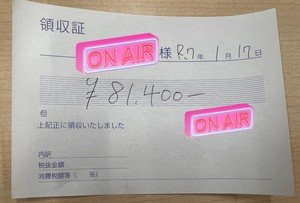 領収証
ON AIR 様 R.7年 1月17日
¥81,400-
但
ON AIR
上記正に領収いたしました
内訳
税抜金額
消費税額等( %)